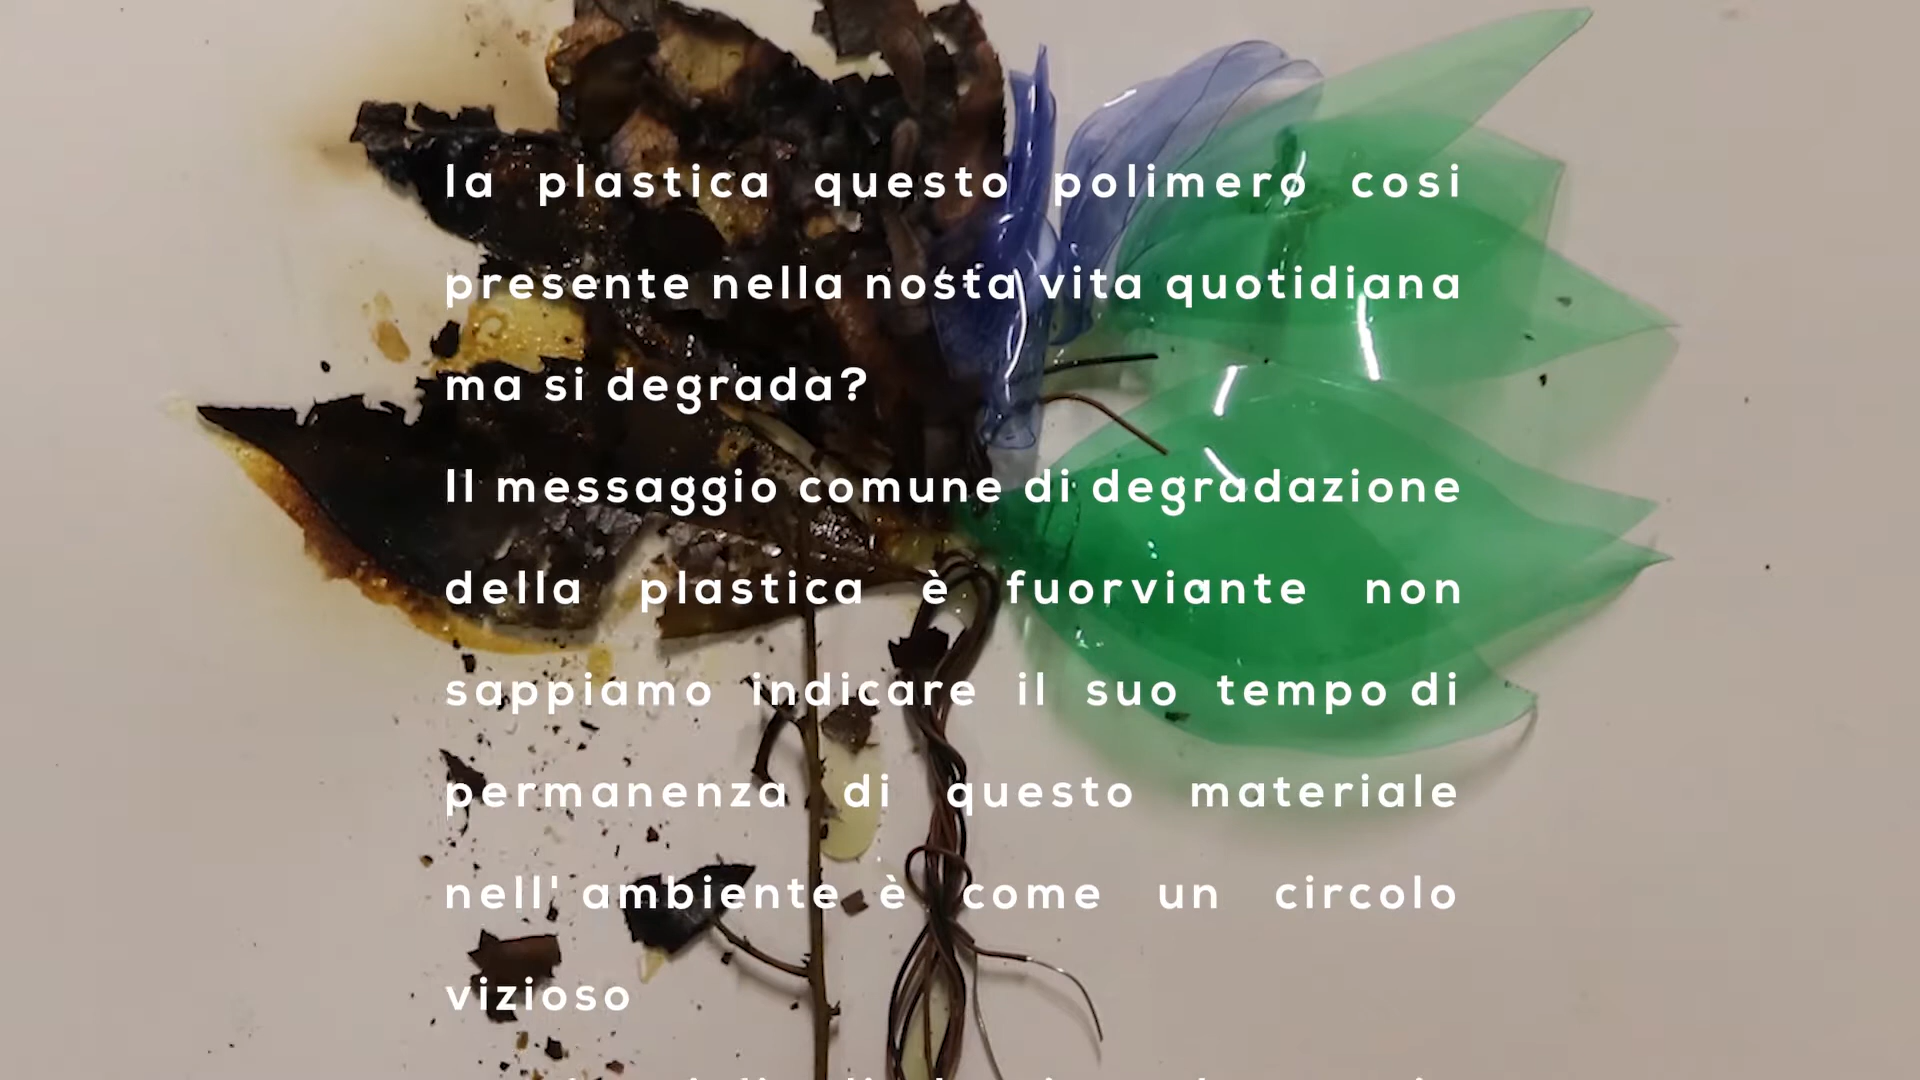 la plastica questo polimero cosi
presente nella nosta vita quotidiana
ma si degrada?
Il messaggio comune di degradazione
della plastica è fuorviante non
sappiamo indicare il suo tempo di
permanenza di questo materiale
nell' ambiente è come un circolo
vizioso